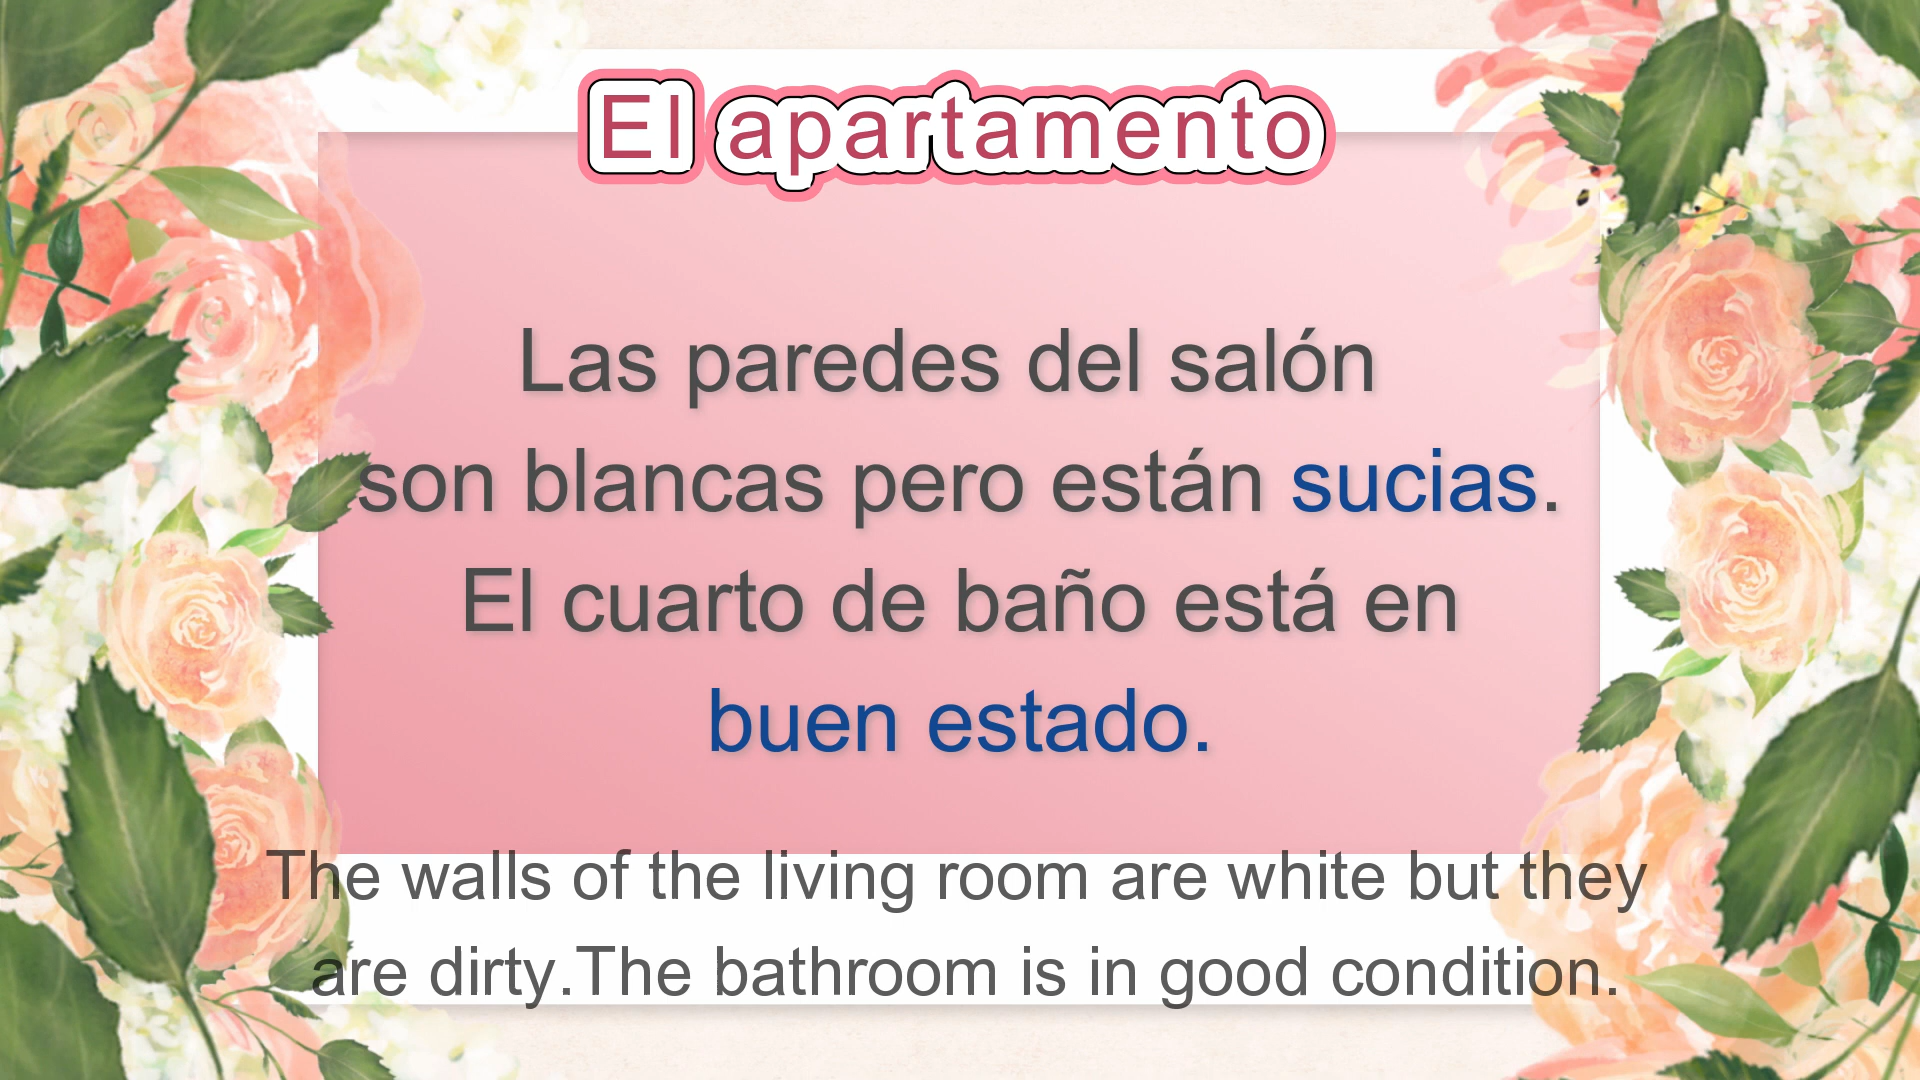 El apartamento
Las paredes del salón
son blancas pero están sucias.
El cuarto de baño está en
buen estado.
The walls of the living room are white but they
are dirty.The bathroom is in good condition.